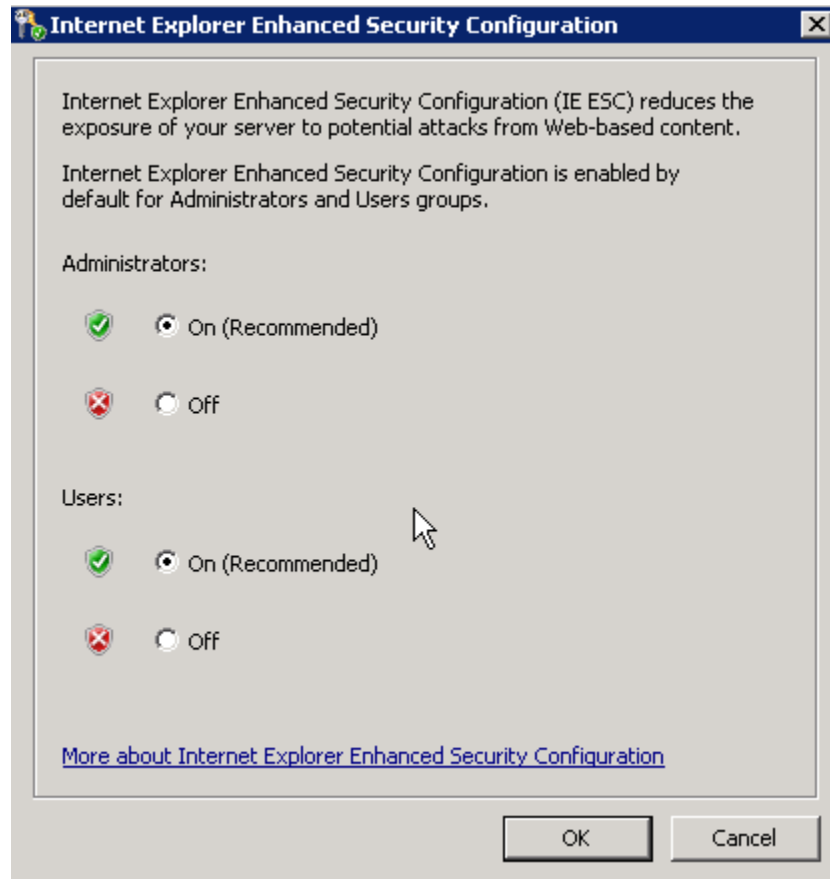 Internet Explorer Enhanced Security Configuration
Internet Explorer Enhanced Security Configuration (IE ESC) reduces the
exposure of your server to potential attacks from Web-based content.
Internet Explorer Enhanced Security Configuration is enabled by
default for Administrators and Users groups.
Administrators:
On (Recommended)
Off
Users:
On (Recommended)
Off
More about Internet Explorer Enhanced Security Configuration
OK Cancel